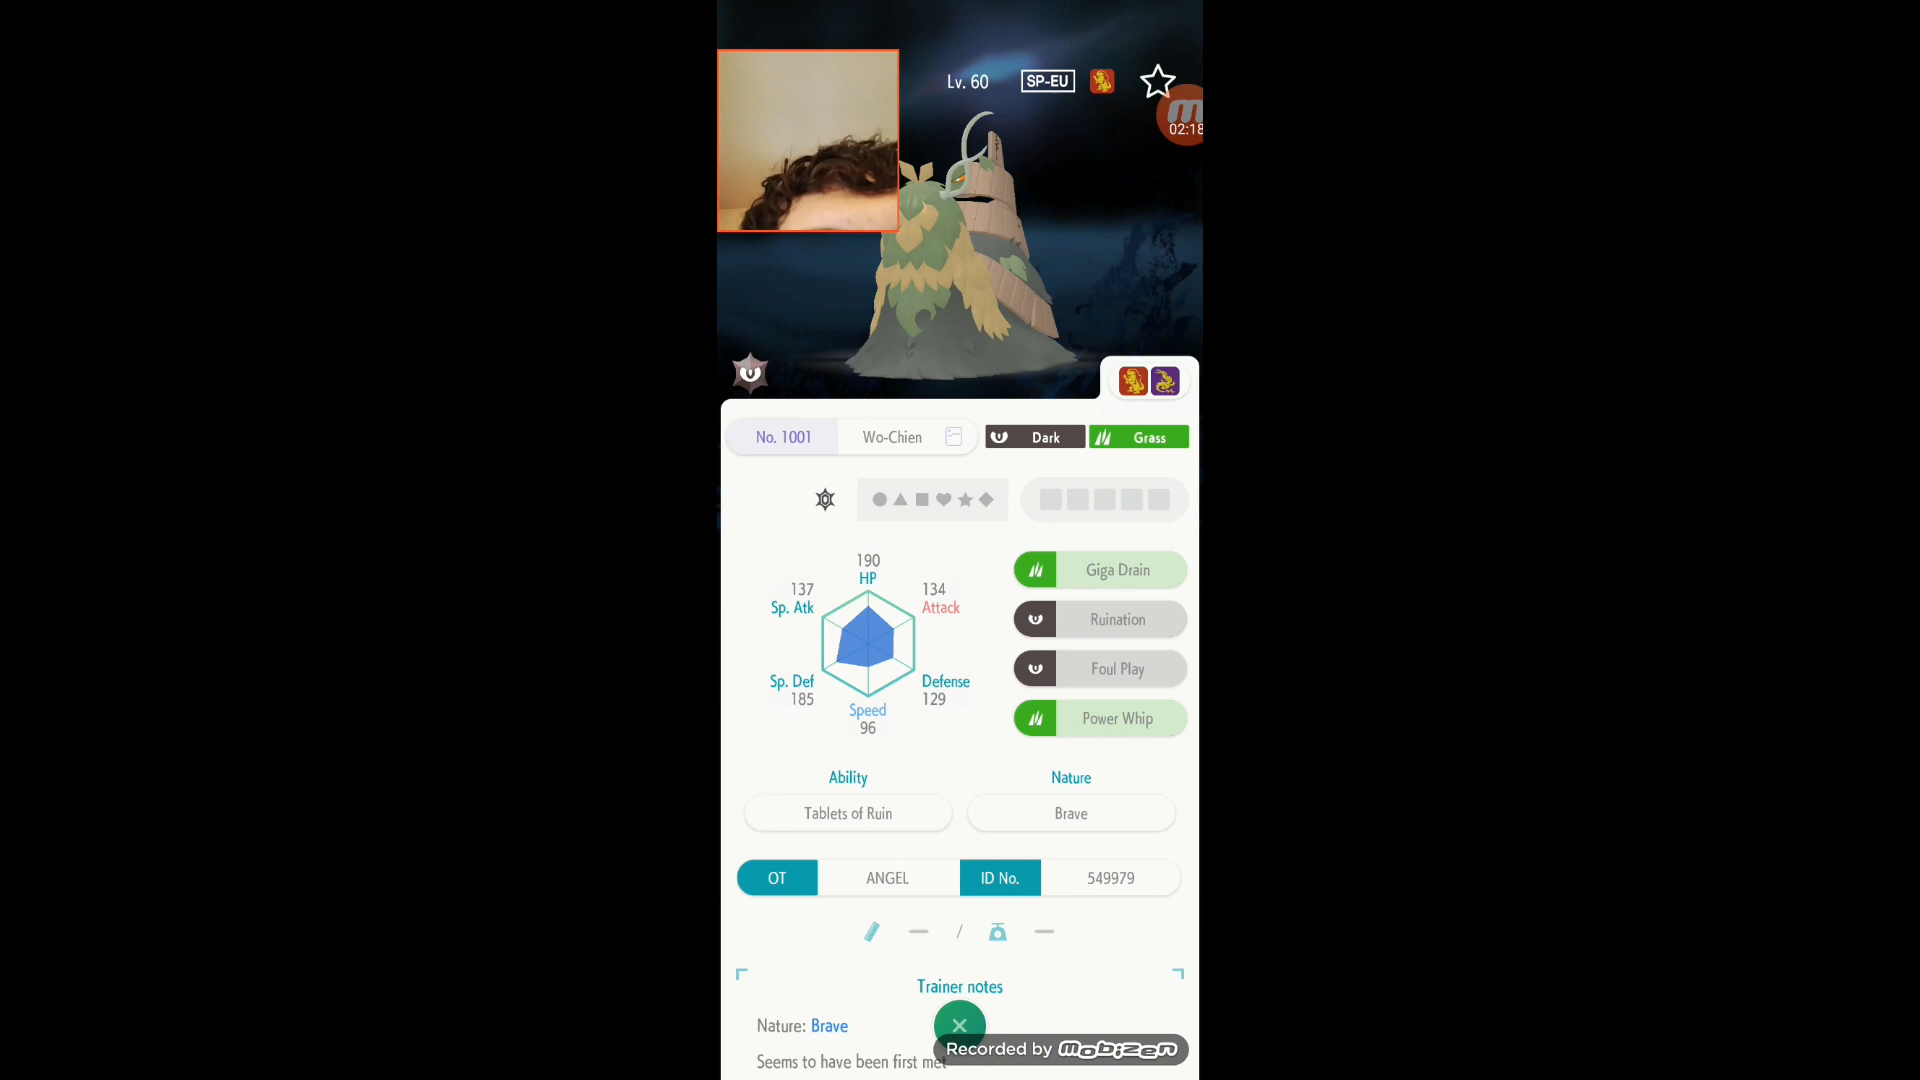 Lv. 60
SP-EU
02:18
No. 1001
Wo-Chien
Dark
Grass
190
HP
137
Sp. Atk
134
Attack
Sp. Def
185
Defense
129
Speed
96
Giga Drain
Ruination
Foul Play
Power Whip
Ability
Nature
Tablets of Ruin
Brave
OT
ANGEL
ID No.
549979
— / —
Trainer notes
Nature: Brave
Seems to have been first met
Recorded by mobizen